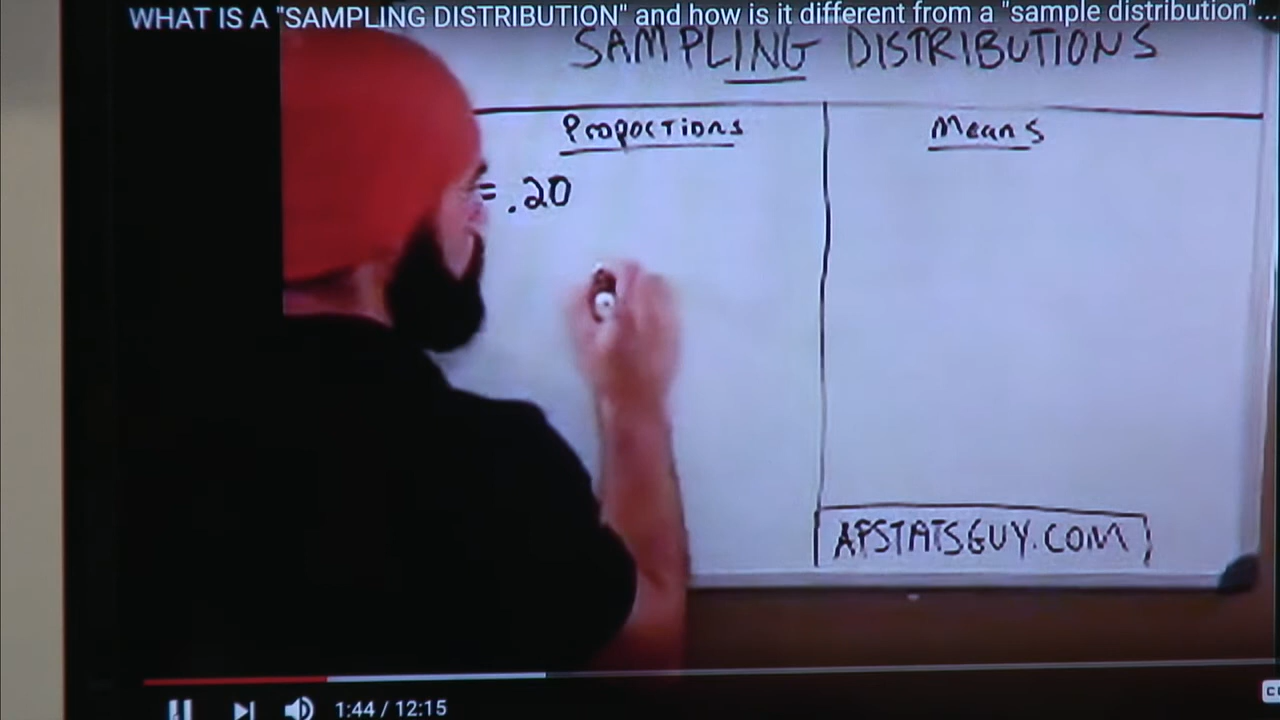 WHAT IS A "SAMPLING DISTRIBUTION" and how is it different from a "sample distribution"...
SAMPLING DISTRIBUTIONS
Proportions
Means
= .20
APSTATSGUY.COM
1:44 / 12:15